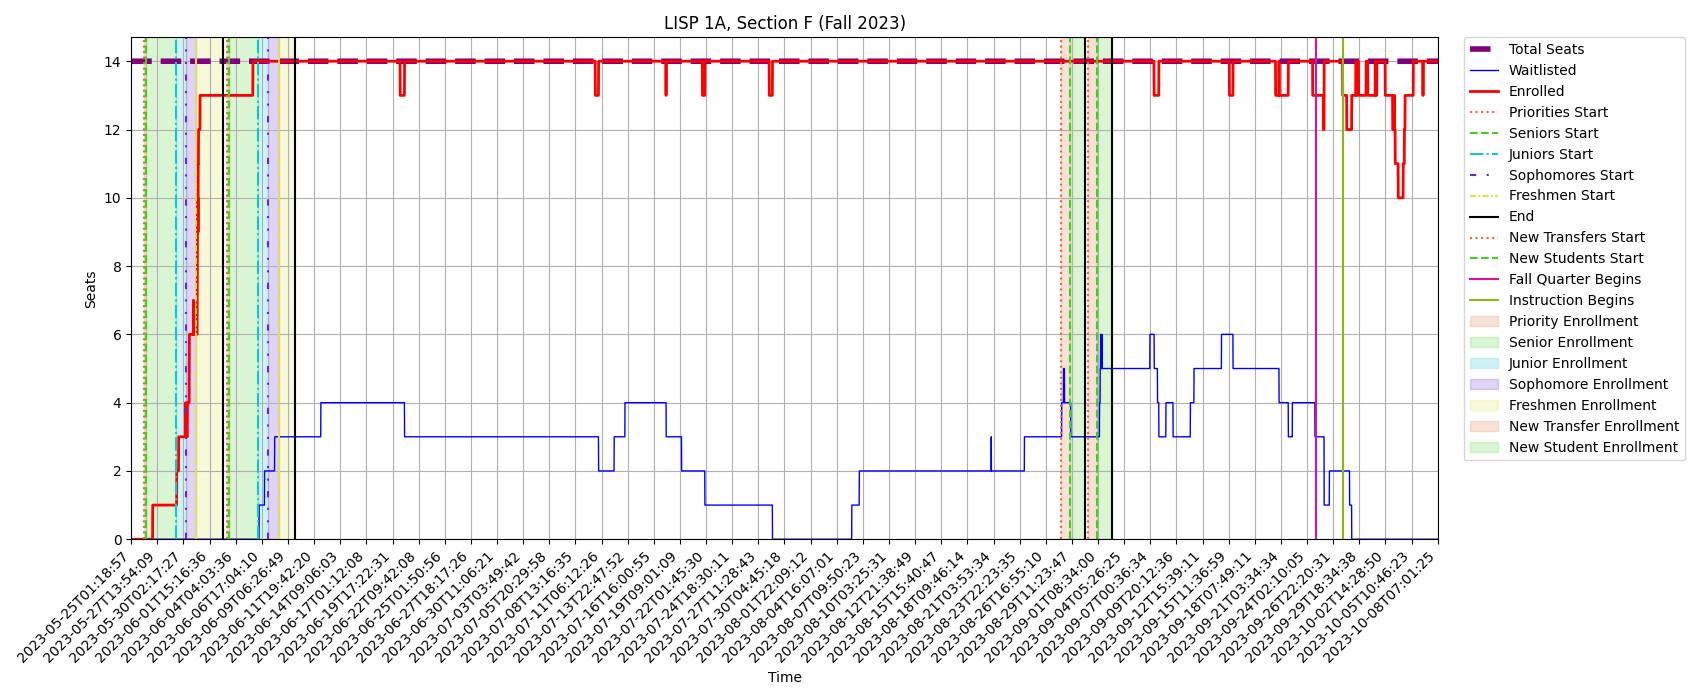 LISP 1A, Section F (Fall 2023)
Seats
14
12
10
8
6
4
2
0
2023-05-25T01:18:57
2023-05-27T13:54:09
2023-05-30T02:17:27
2023-06-01T15:16:36
2023-06-04T04:03:36
2023-06-06T17:04:10
2023-06-09T06:26:49
2023-06-11T19:42:20
2023-06-14T09:06:03
2023-06-17T01:12:08
2023-06-19T17:22:31
2023-06-22T09:42:08
2023-06-25T01:50:56
2023-06-27T18:17:26
2023-06-30T11:06:21
2023-07-03T03:49:42
2023-07-05T20:29:58
2023-07-08T13:16:35
2023-07-11T06:12:26
2023-07-13T22:47:52
2023-07-16T16:00:55
2023-07-19T09:01:09
2023-07-22T01:45:30
2023-07-24T18:30:11
2023-07-27T11:28:43
2023-07-30T04:45:18
2023-08-01T22:09:12
2023-08-04T16:07:01
2023-08-07T09:50:23
2023-08-10T03:25:31
2023-08-12T21:38:49
2023-08-15T15:40:47
2023-08-18T09:46:14
2023-08-21T03:53:34
2023-08-23T22:23:35
2023-08-26T16:55:10
2023-08-29T11:23:47
2023-09-01T08:34:00
2023-09-04T05:26:25
2023-09-07T00:36:34
2023-09-09T20:12:36
2023-09-12T15:39:11
2023-09-15T11:36:59
2023-09-18T07:49:11
2023-09-21T03:34:34
2023-09-24T02:10:05
2023-09-26T22:20:31
2023-09-29T18:34:38
2023-10-02T14:28:50
2023-10-05T10:46:23
2023-10-08T07:01:25
Time
Total Seats
Waitlisted
Enrolled
Priorities Start
Seniors Start
Juniors Start
Sophomores Start
Freshmen Start
End
New Transfers Start
New Students Start
Fall Quarter Begins
Instruction Begins
Priority Enrollment
Senior Enrollment
Junior Enrollment
Sophomore Enrollment
Freshmen Enrollment
New Transfer Enrollment
New Student Enrollment